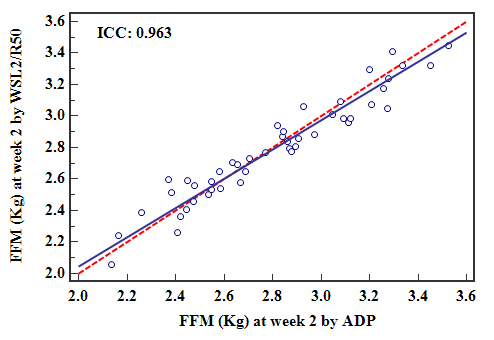 ICC: 0.963
FFM (Kg) at week 2 by WSL2/R50
3.6
3.4
3.2
3.0
2.8
2.6
2.4
2.2
2.0
2.0 2.2 2.4 2.6 2.8 3.0 3.2 3.4 3.6
FFM (Kg) at week 2 by ADP